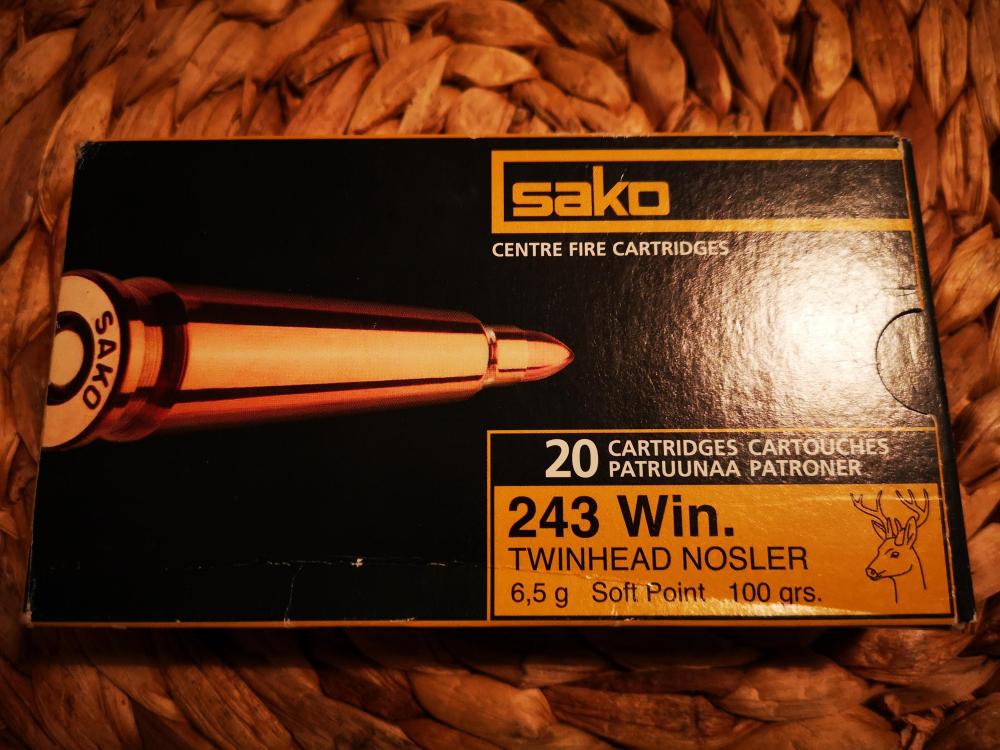 sako
CENTRE FIRE CARTRIDGES
SAKO
20 CARTRIDGES CARTOUCHES
PATRUUNAA PATRONER
243 Win.
TWINHEAD NOSLER
6,5 g Soft Point 100 grs.